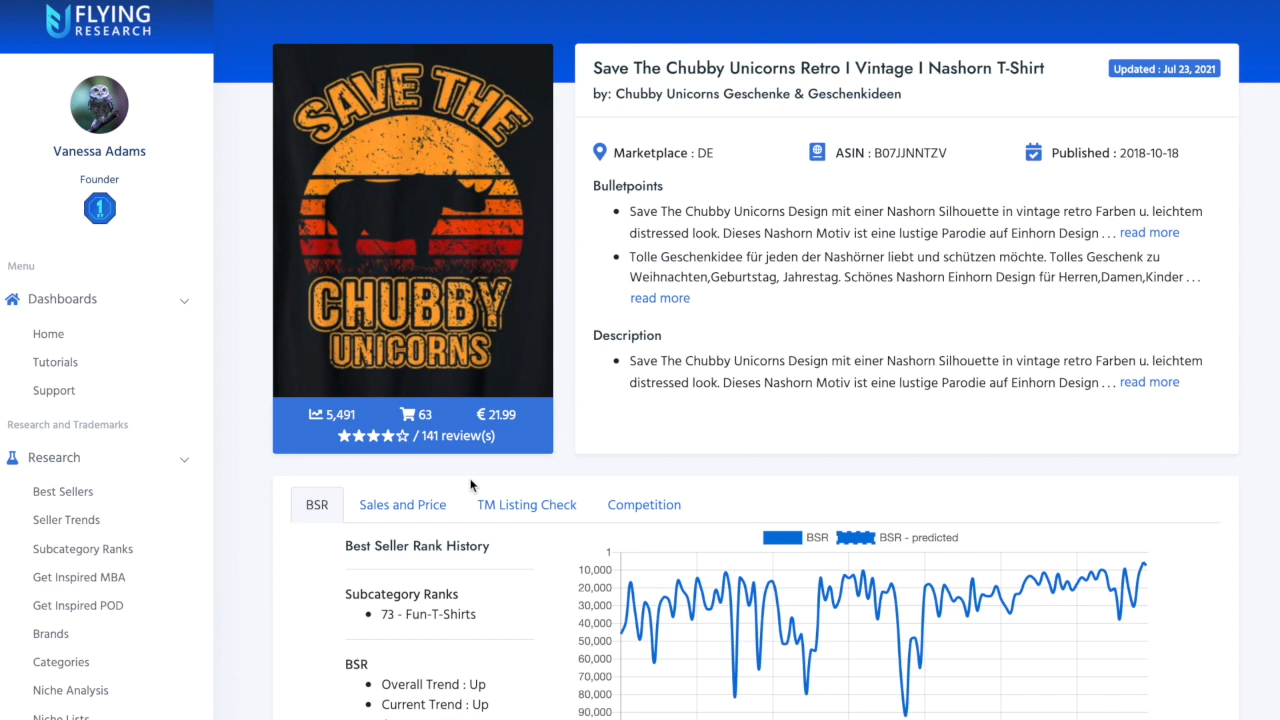 FLYING
RESEARCH
Vanessa Adams
Founder
1
Menu
Dashboards
Home
Tutorials
Support
Research and Trademarks
Research
Best Sellers
Seller Trends
Subcategory Ranks
Get Inspired MBA
Get Inspired POD
Brands
Categories
Niche Analysis
Niche Lists
SAVE THE
CHUBBY
UNICORNS
5,491 63 € 21.99
/ 141 review(s)
Save The Chubby Unicorns Retro I Vintage I Nashorn T-Shirt
Updated : Jul 23, 2021
by: Chubby Unicorns Geschenke & Geschenkideen
Marketplace : DE
ASIN : B07JJNNTZV
Published : 2018-10-18
Bulletpoints
Save The Chubby Unicorns Design mit einer Nashorn Silhouette in vintage retro Farben u. leichtem
distressed look. Dieses Nashorn Motiv ist eine lustige Parodie auf Einhorn Design . . . read more
Tolle Geschenkidee für jeden der Nashörner liebt und schützen möchte. Tolles Geschenk zu
Weihnachten,Geburtstag, Jahrestag. Schönes Nashorn Einhorn Design für Herren,Damen,Kinder . . .
read more
Description
Save The Chubby Unicorns Design mit einer Nashorn Silhouette in vintage retro Farben u. leichtem
distressed look. Dieses Nashorn Motiv ist eine lustige Parodie auf Einhorn Design . . . read more
BSR Sales and Price TM Listing Check Competition
Best Seller Rank History
Subcategory Ranks
73 - Fun-T-Shirts
BSR
Overall Trend : Up
Current Trend : Up
BSR BSR - predicted
1
10,000
20,000
30,000
40,000
50,000
60,000
70,000
80,000
90,000